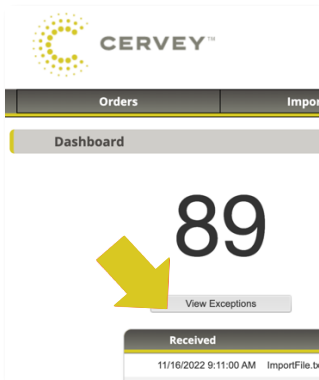 CERVEY™
Orders Impor
Dashboard
89
View Exceptions
Received
11/16/2022 9:11:00 AM ImportFile.tx